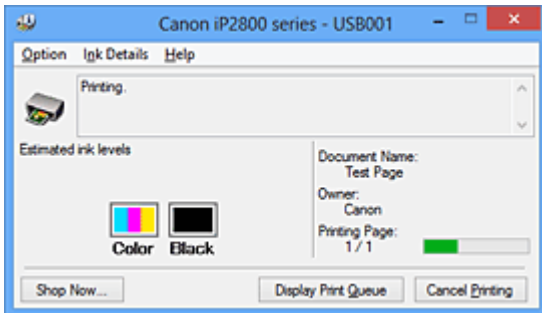 Canon iP2800 series - USB001
Option Ink Details Help
Printing.
Estimated ink levels
Color Black
Document Name:
Test Page
Owner:
Canon
Printing Page:
1 / 1
Shop Now... Display Print Queue Cancel Printing